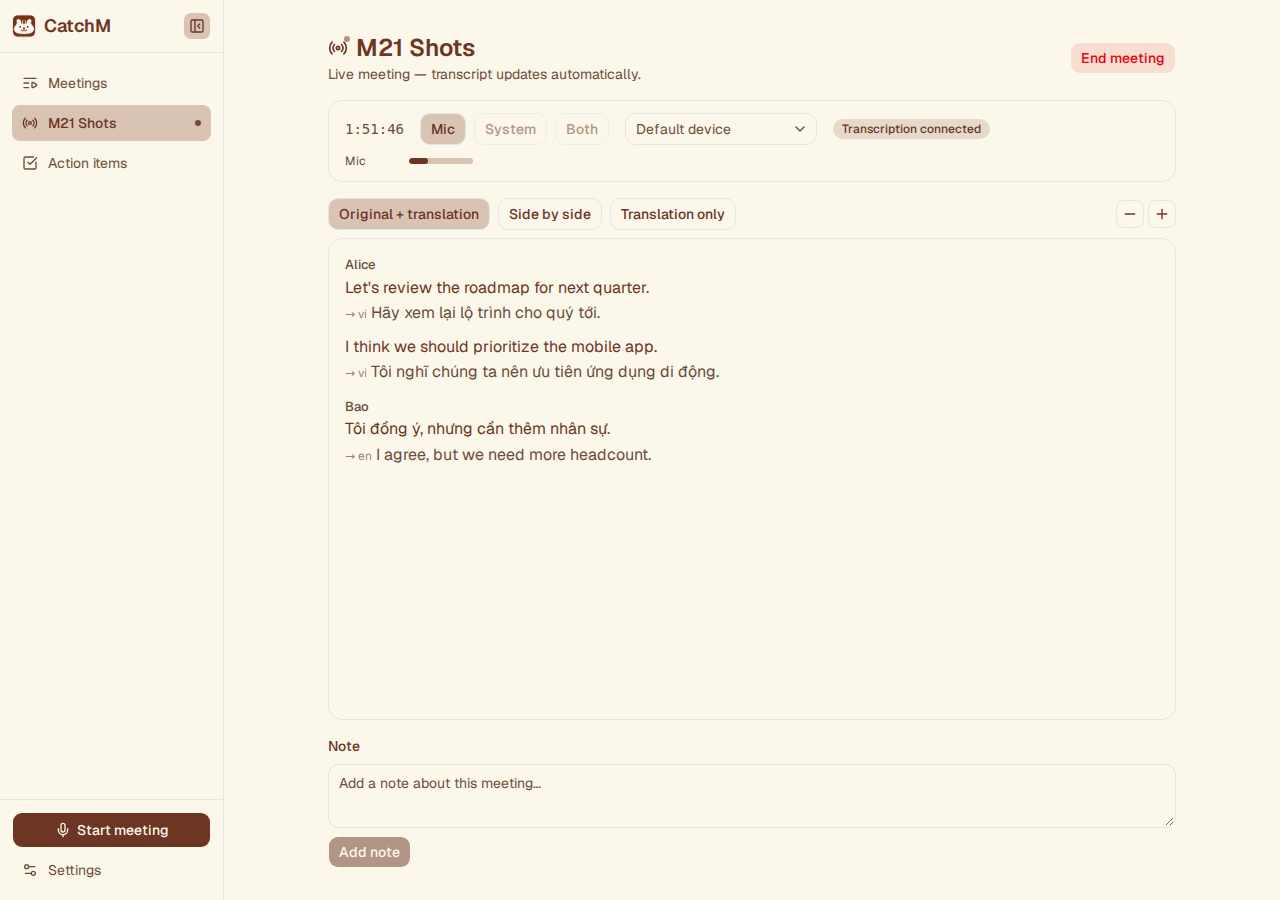 CatchM
Meetings
M21 Shots
Action items
Start meeting
Settings
M21 Shots
Live meeting — transcript updates automatically.
End meeting
1:51:46
Mic
System
Both
Default device
Transcription connected
Mic
Original + translation
Side by side
Translation only
Alice
Let's review the roadmap for next quarter.
→ vi Hãy xem lại lộ trình cho quý tới.
I think we should prioritize the mobile app.
→ vi Tôi nghĩ chúng ta nên ưu tiên ứng dụng di động.
Bao
Tôi đồng ý, nhưng cần thêm nhân sự.
→ en I agree, but we need more headcount.
Note
Add a note about this meeting…
Add note